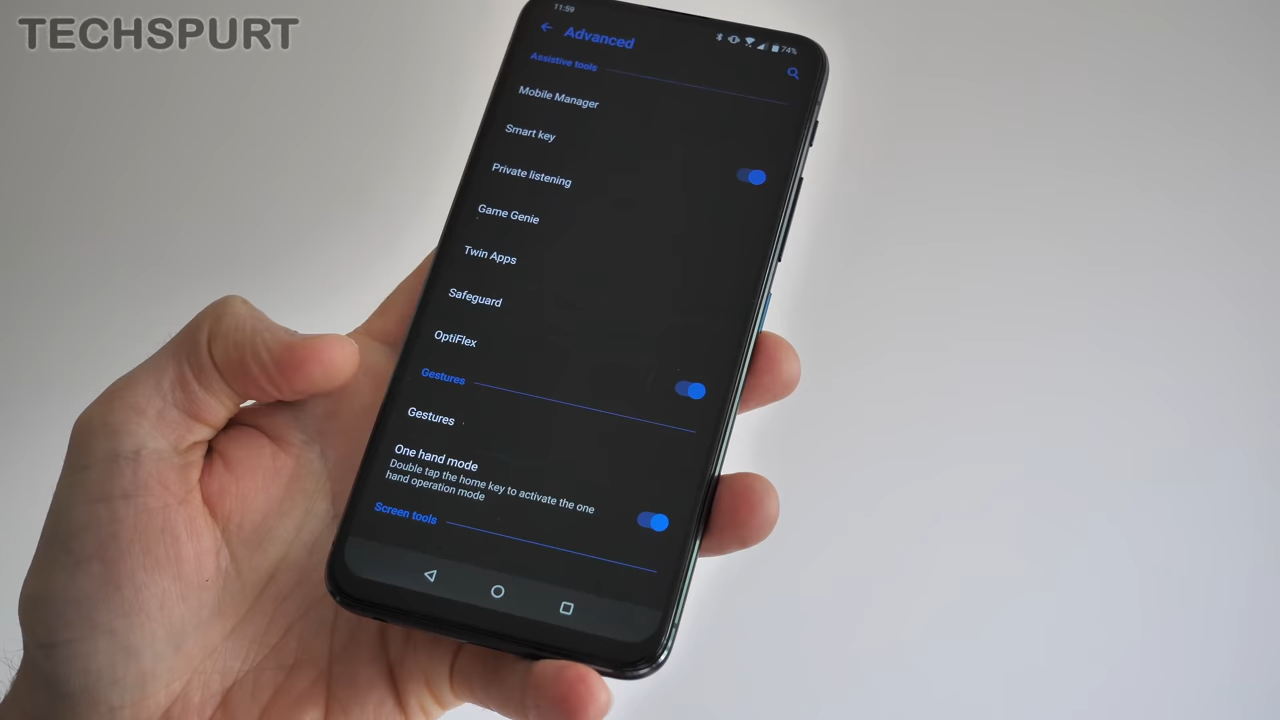 TECHSPURT
11:59
74%
Advanced
Assistive tools
Mobile Manager
Smart key
Private listening
Game Genie
Twin Apps
Safeguard
OptiFlex
Gestures
Gestures
One hand mode
Double tap the home key to activate the one
hand operation mode
Screen tools